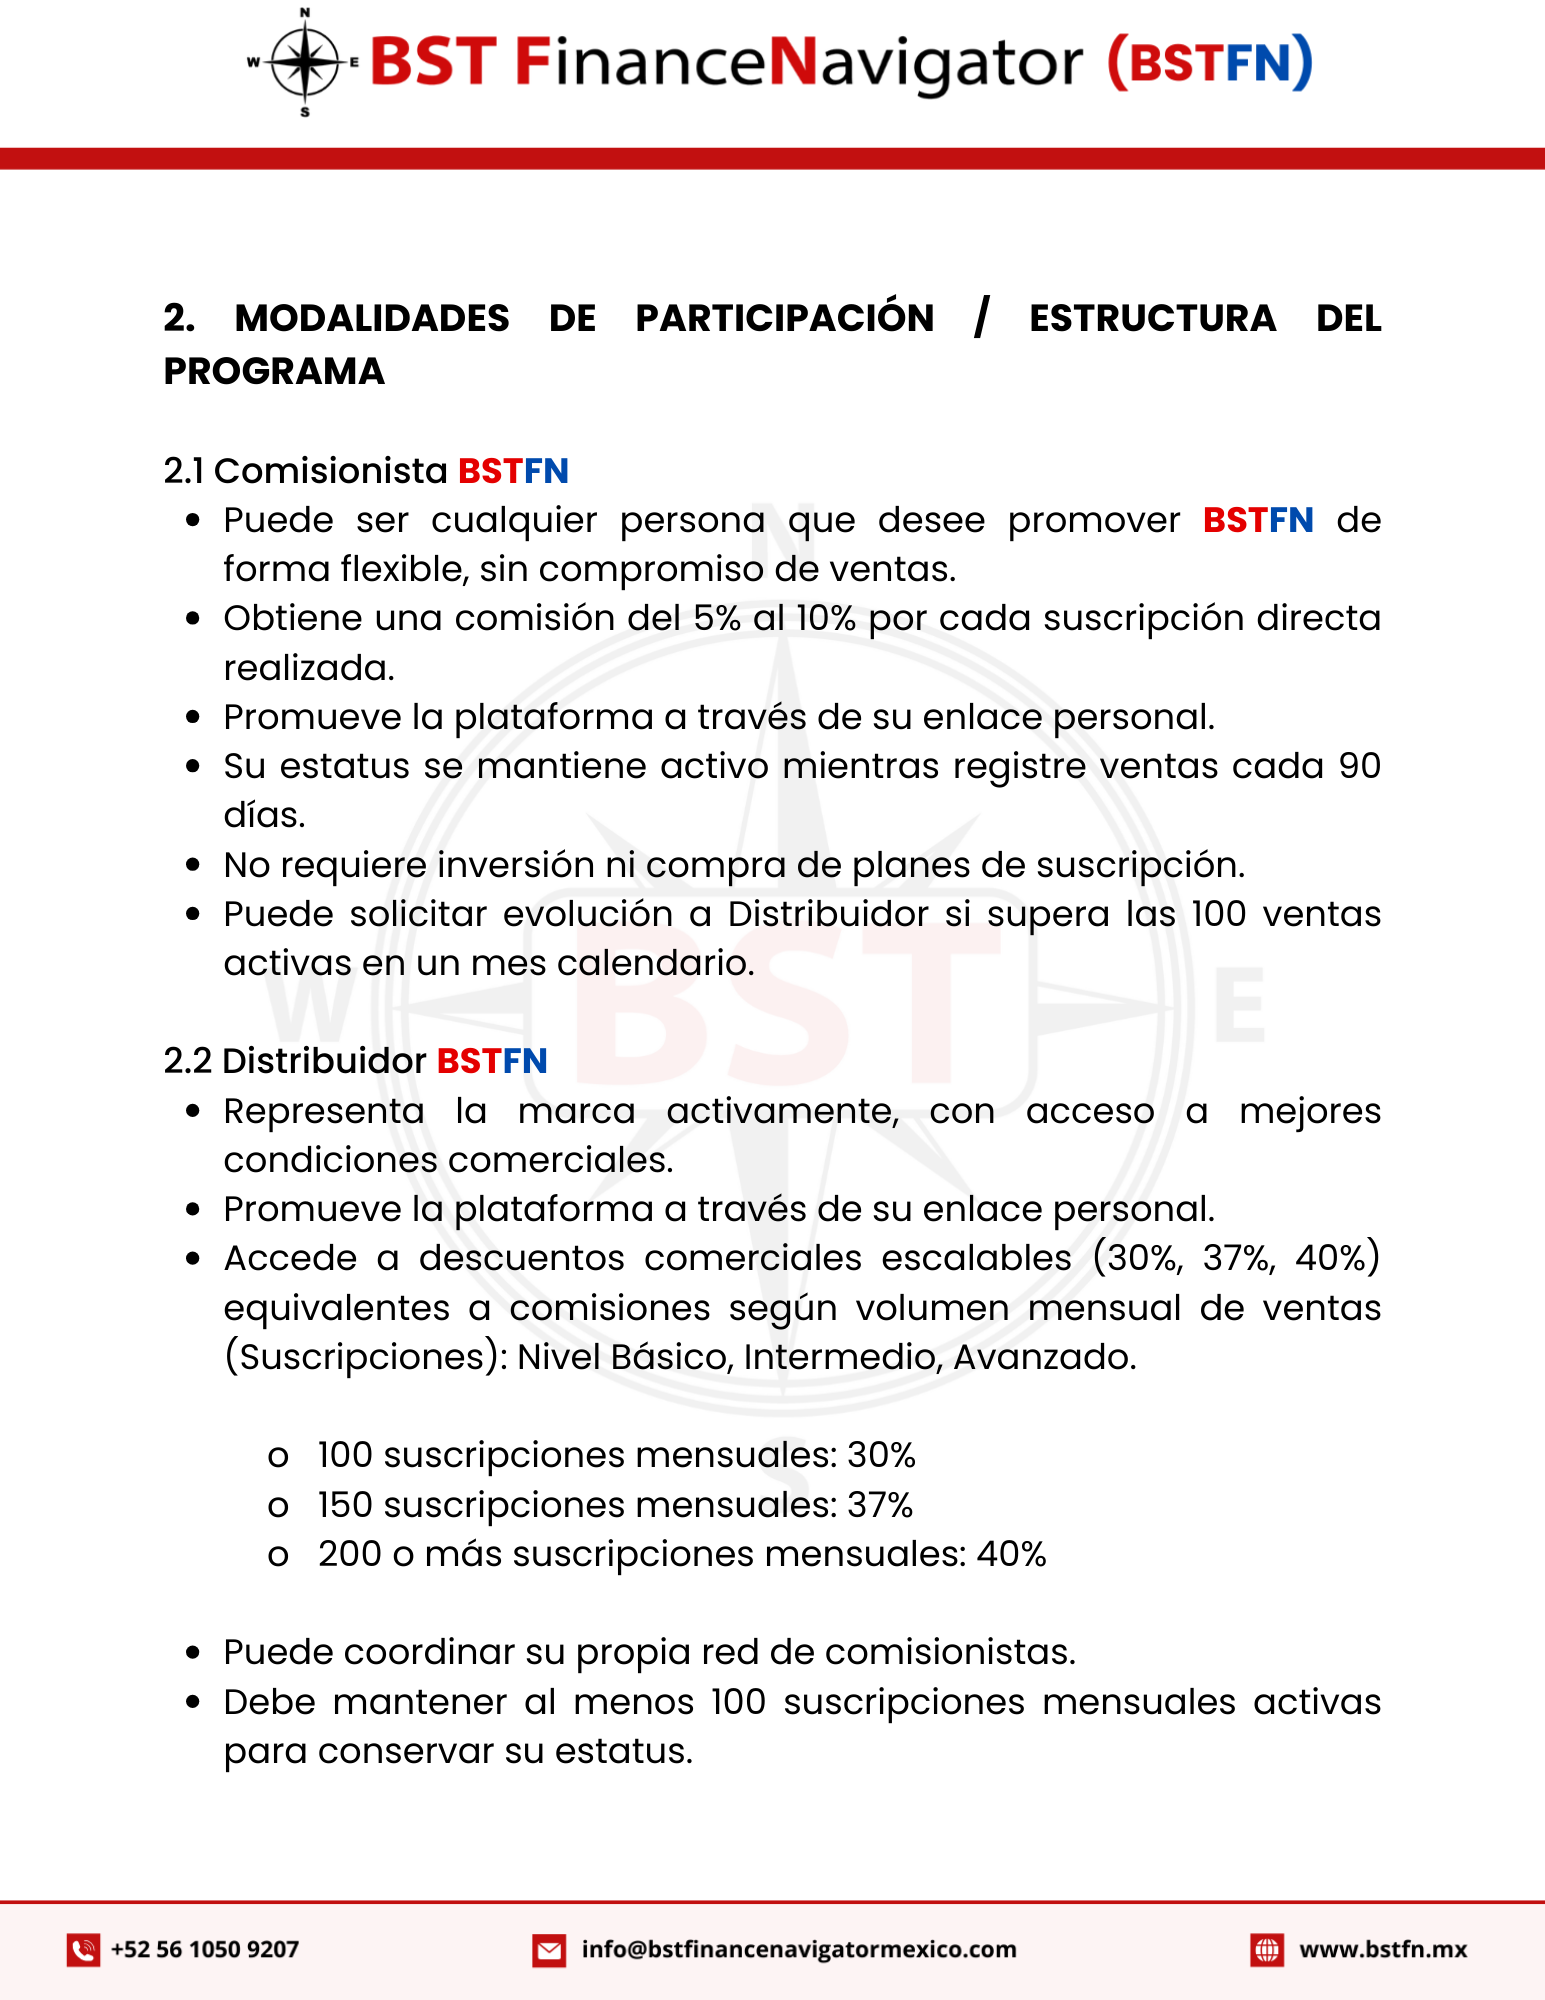 N
W E BST FinanceNavigator (BSTFN)
S
2. MODALIDADES DE PARTICIPACIÓN / ESTRUCTURA DEL
PROGRAMA
2.1 Comisionista BSTFN
• Puede ser cualquier persona que desee promover BSTFN de
forma flexible, sin compromiso de ventas.
• Obtiene una comisión del 5% al 10% por cada suscripción directa
realizada.
• Promueve la plataforma a través de su enlace personal.
• Su estatus se mantiene activo mientras registre ventas cada 90
días.
• No requiere inversión ni compra de planes de suscripción.
• Puede solicitar evolución a Distribuidor si supera las 100 ventas
activas en un mes calendario.
2.2 Distribuidor BSTFN
• Representa la marca activamente, con acceso a mejores
condiciones comerciales.
• Promueve la plataforma a través de su enlace personal.
• Accede a descuentos comerciales escalables (30%, 37%, 40%)
equivalentes a comisiones según volumen mensual de ventas
(Suscripciones): Nivel Básico, Intermedio, Avanzado.
o 100 suscripciones mensuales: 30%
o 150 suscripciones mensuales: 37%
o 200 o más suscripciones mensuales: 40%
• Puede coordinar su propia red de comisionistas.
• Debe mantener al menos 100 suscripciones mensuales activas
para conservar su estatus.
N
W BST E
S
+52 56 1050 9207 info@bstfinancenavigatormexico.com www.bstfn.mx